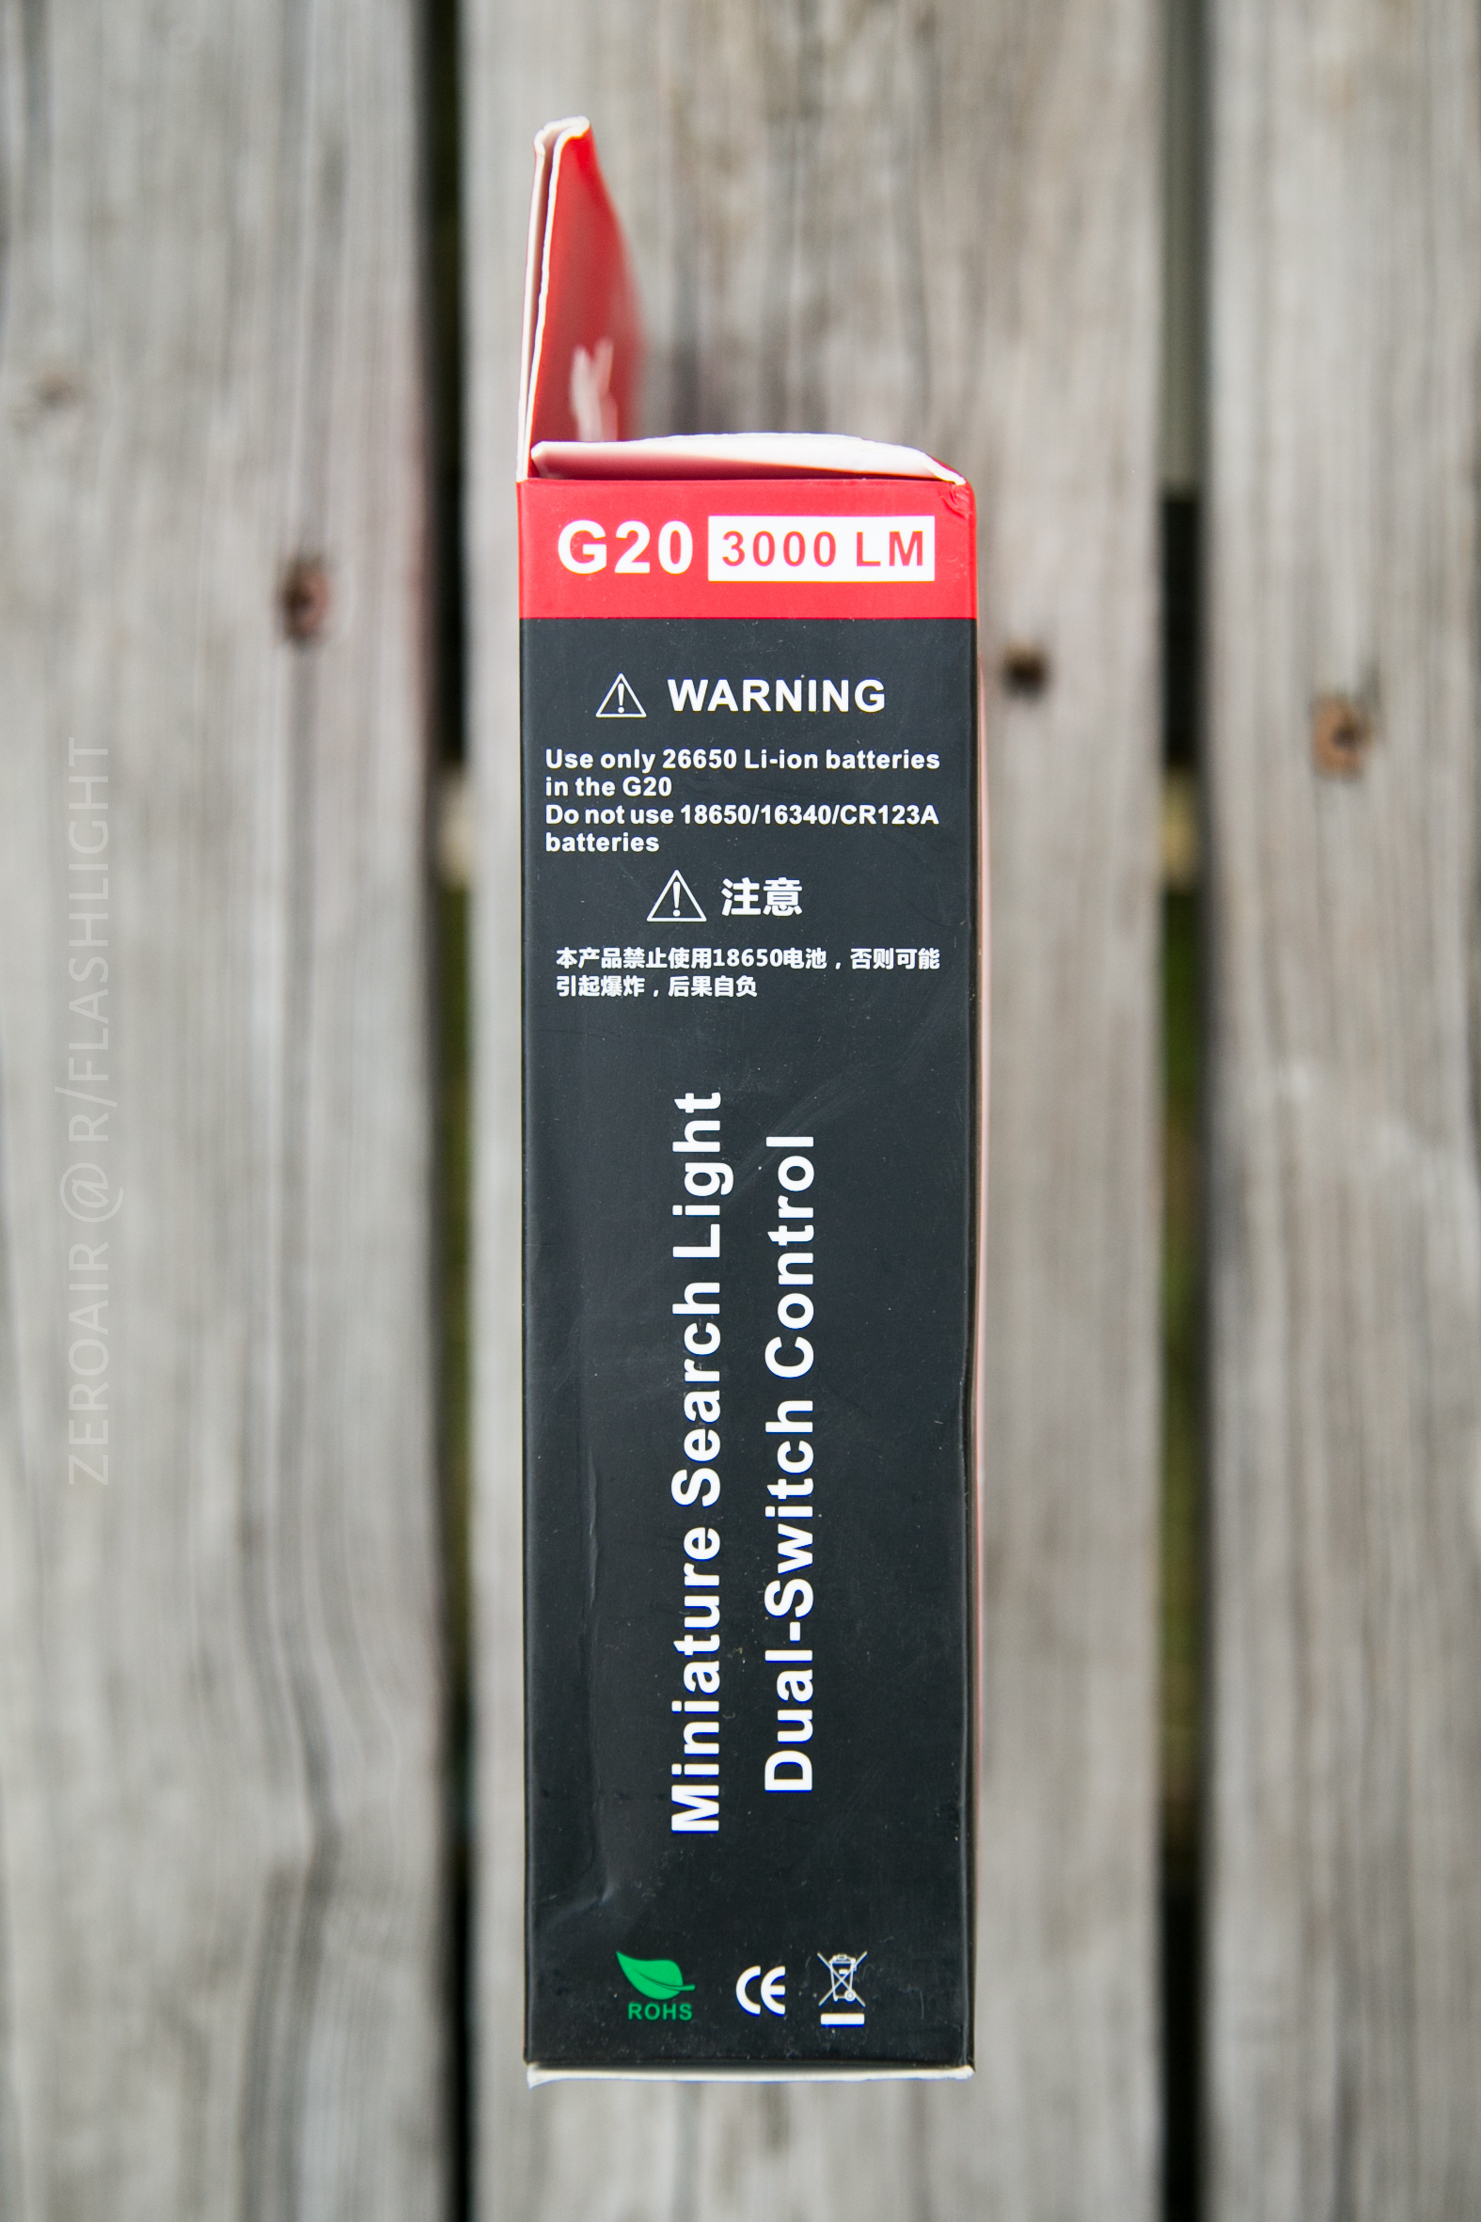 G20 3000 LM
WARNING
Use only 26650 Li-ion batteries
in the G20
Do not use 18650/16340/CR123A
batteries
注意
本产品禁止使用18650电池，否则可能
引起爆炸，后果自负
Miniature Search Light
Dual-Switch Control
ROHS
CE
ZEROAIR @ R/FLASHLIGHT